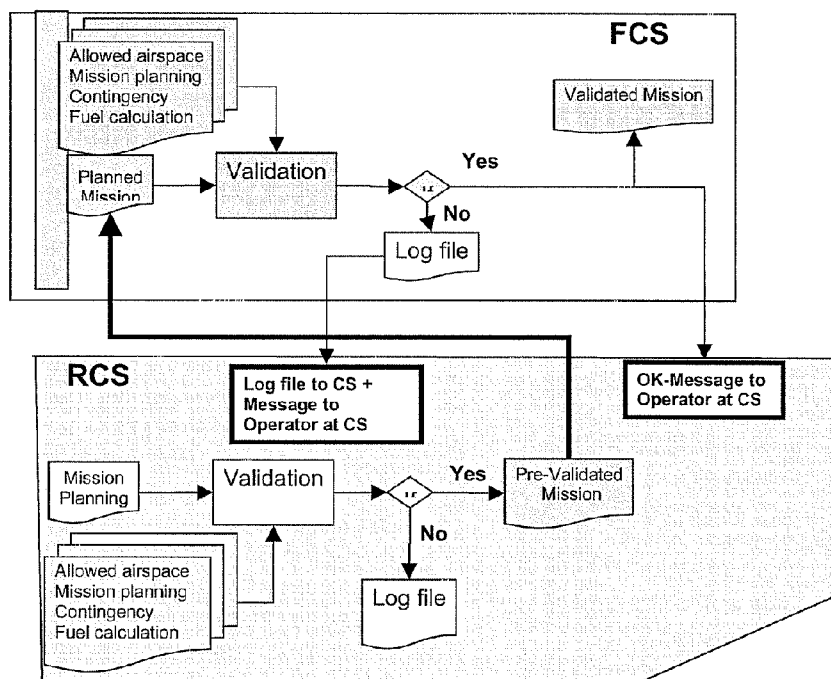 FCS
Allowed airspace
Mission planning
Contingency
Fuel calculation
Validated Mission
Planned
Mission
Validation
Yes
No
Log file
RCS
Log file to CS +
Message to
Operator at CS
OK-Message to
Operator at CS
Mission
Planning
Validation
Yes
Pre-Validated
Mission
No
Allowed airspace
Mission planning
Contingency
Fuel calculation
Log file